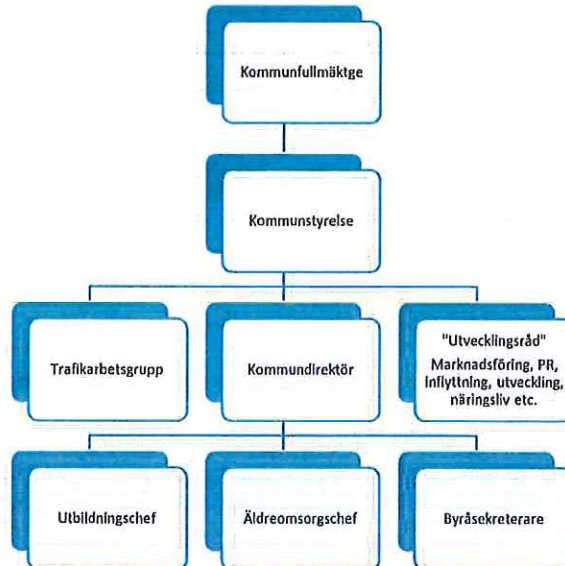 Kommunfullmäktge
Kommunstyrelse
Trafikarbetsgrupp
Kommundirektör
"Utvecklingsråd"
Marknadsföring, PR,
inflyttning, utveckling,
näringsliv etc.
Utbildningschef
Äldreomsorgschef
Byråsekreterare